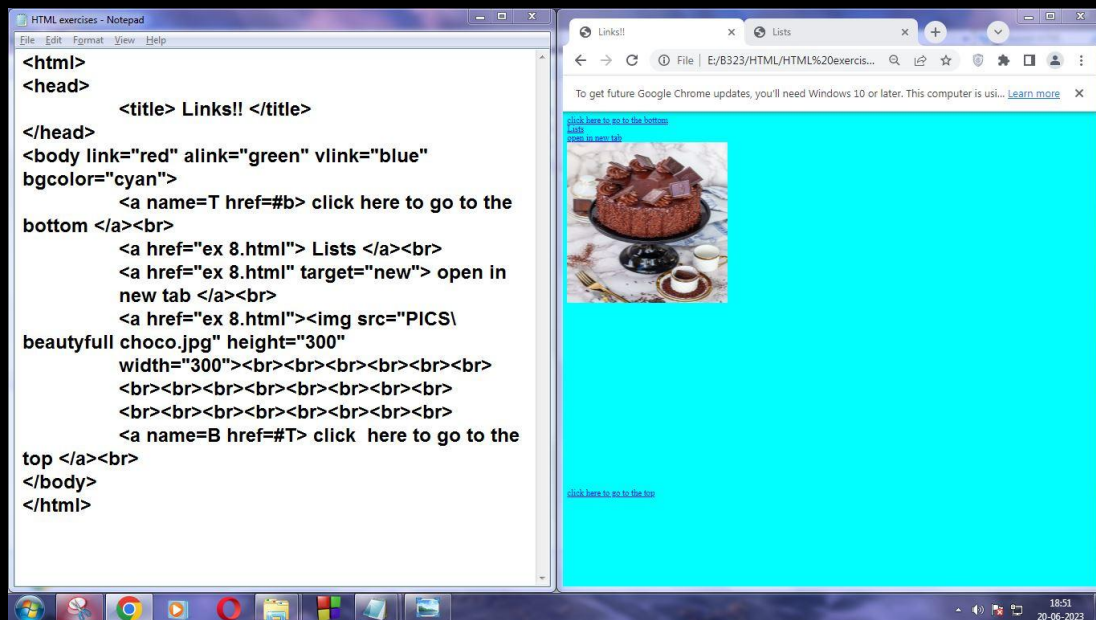 HTML exercises - Notepad
File Edit Format View Help
<html>
<head>
<title> Links!! </title>
</head>
<body link="red" alink="green" vlink="blue"
bgcolor="cyan">
<a name=T href=#b> click here to go to the
bottom </a><br>
<a href="ex 8.html"> Lists </a><br>
<a href="ex 8.html" target="new"> open in
new tab </a><br>
<a href="ex 8.html"><img src="PICS\
beautyfull choco.jpg" height="300"
width="300"><br><br><br><br><br><br>
<br><br><br><br><br><br><br><br>
<br><br><br><br><br><br><br><br>
<a name=B href=#T> click  here to go to the
top </a><br>
</body>
</html>
Links!!
Lists
File | E:/B323/HTML/HTML%20exercis...
To get future Google Chrome updates, you'll need Windows 10 or later. This computer is usi... Learn more
click here to go to the bottom
Lists
open in new tab
click here to go to the top
18:51
20-06-2023